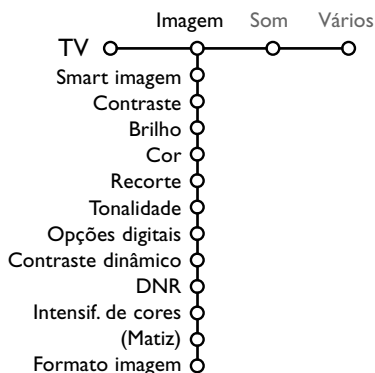 Imagem Som Vários
TV
Smart imagem
Contraste
Brilho
Cor
Recorte
Tonalidade
Opções digitais
Contraste dinâmico
DNR
Intensif. de cores
(Matiz)
Formato imagem